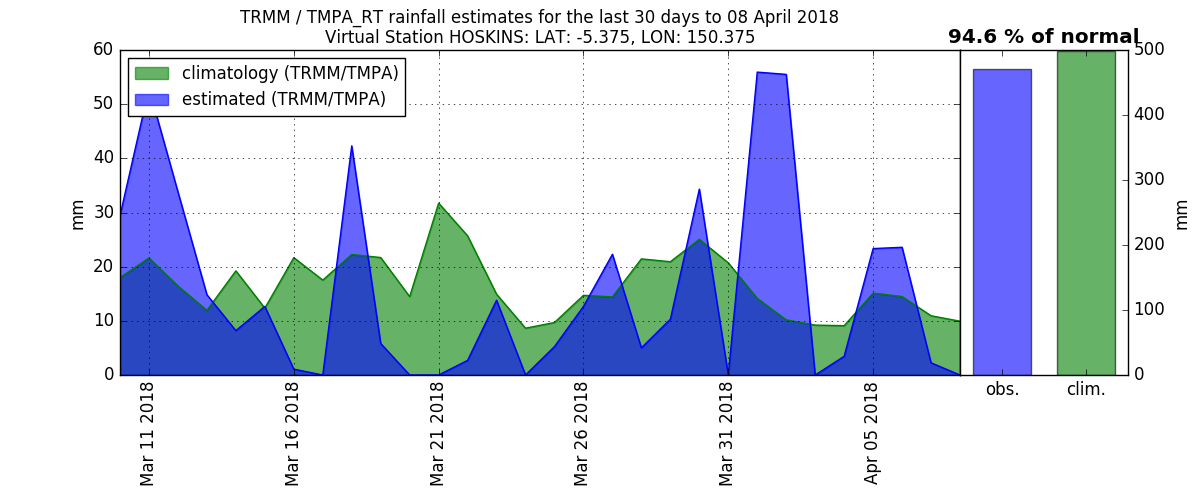 TRMM / TMPA_RT rainfall estimates for the last 30 days to 08 April 2018
Virtual Station HOSKINS: LAT: -5.375, LON: 150.375
94.6 % of normal
climatology (TRMM/TMPA)
estimated (TRMM/TMPA)
60
50
40
30
20
10
0
mm
500
400
300
200
100
0
mm
Mar 11 2018
Mar 16 2018
Mar 21 2018
Mar 26 2018
Mar 31 2018
Apr 05 2018
obs.
clim.